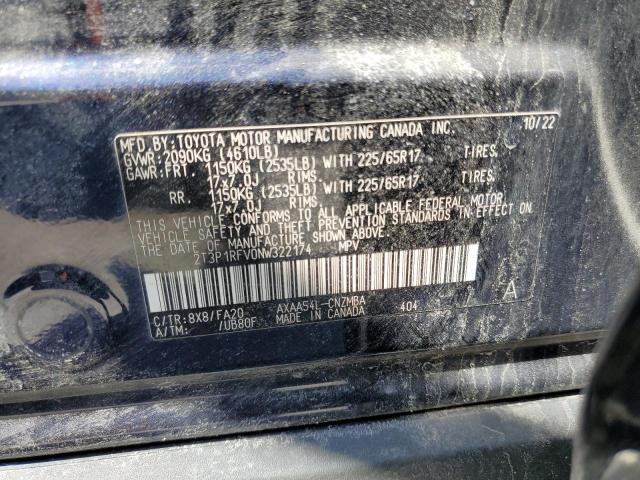 MFD.BY:TOYOTA MOTOR MANUFACTURING CANADA INC. 10/22
GVWR:2090KG (4610LB)
GAWR:FRT. 1150KG (2535LB) WITH 225/65R17 TIRES.
17X7.0J RIMS.
RR. 1150KG (2535LB) WITH 225/65R17 TIRES.
17X7.0J RIMS.
THIS VEHICLE CONFORMS TO ALL APPLICABLE FEDERAL MOTOR
VEHICLE SAFETY AND THEFT PREVENTION STANDARDS IN EFFECT ON
THE DATE OF MANUFACTURE SHOWN ABOVE.
2T3P1RFV0NW322174 MPV
C/TR:8X8/FA20 AXAA54L-CNZMBA 404 A
A/TM: /UB80F MADE IN CANADA